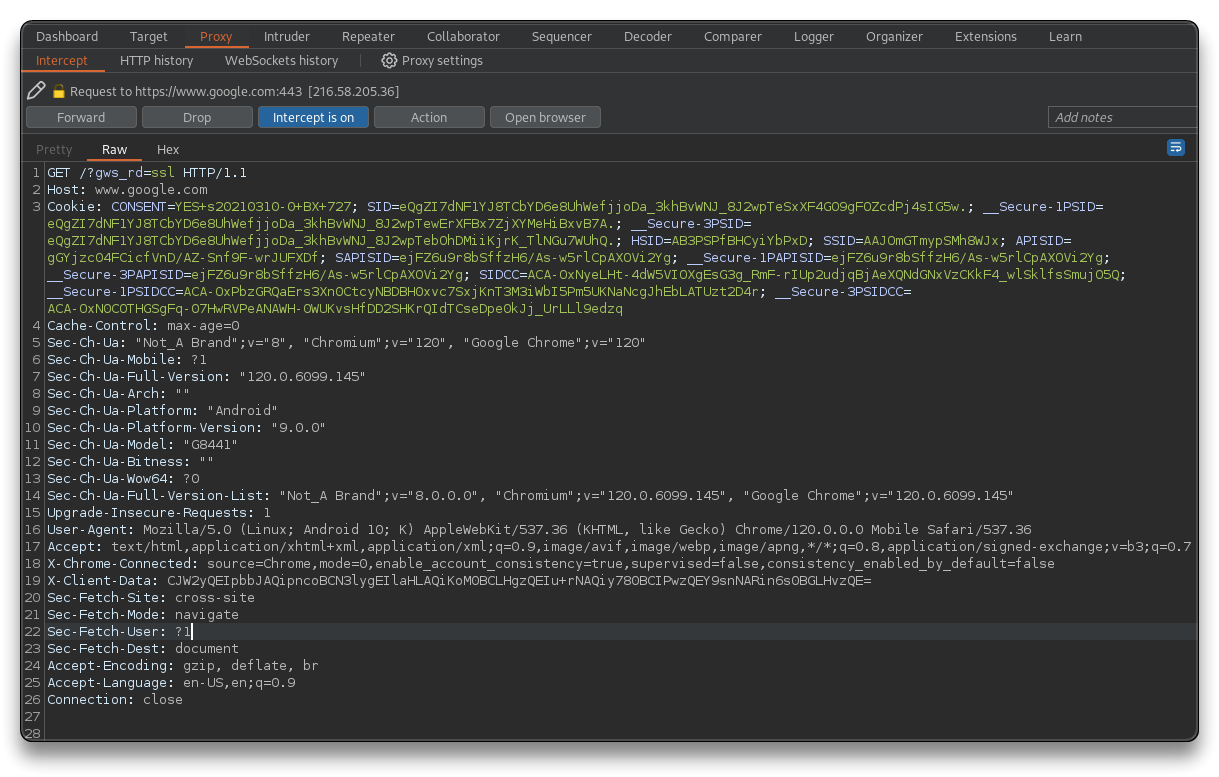 Dashboard Target Proxy Intruder Repeater Collaborator Sequencer Decoder Comparer Logger Organizer Extensions Learn
Intercept HTTP history WebSockets history Proxy settings
Request to https://www.google.com:443 [216.58.205.36]
Forward Drop Intercept is on Action Open browser Add notes
Pretty Raw Hex
1 GET /?gws_rd=ssl HTTP/1.1
2 Host: www.google.com
3 Cookie: CONSENT=YES+s20210310-0+BX+727; SID=eQgZI7dNF1YJ8TCbYD6e8UhWefjjoDa_3khBvWNJ_8J2wpTeSxXF4GO9gFOZcdPj4sIG5w.; __Secure-1PSID=
eQgZI7dNF1YJ8TCbYD6e8UhWefjjoDa_3khBvWNJ_8J2wpTewErXFBx7ZjXYMeHiBxvB7A.; __Secure-3PSID=
eQgZI7dNF1YJ8TCbYD6e8UhWefjjoDa_3khBvWNJ_8J2wpTebOhDMiiKjrK_TlNGu7WUhQ.; HSID=AB3PSPfBHCyiYbPxD; SSID=AAJOmGTmypSMh8WJx; APISID=
gGYjzc04FCicfVnD/AZ-Snf9F-wrJUFXDf; SAPISID=ejFZ6u9r8bSffzH6/As-w5rlCpAXOVi2Yg; __Secure-1PAPISID=ejFZ6u9r8bSffzH6/As-w5rlCpAXOVi2Yg;
__Secure-3PAPISID=ejFZ6u9r8bSffzH6/As-w5rlCpAXOVi2Yg; SIDCC=ACA-OxNyeLHt-4dW5VIOXgEsG3g_RmF-rIUp2udjqBjAeXQNdGNxVzCKkF4_wlSklfsSmujO5Q;
__Secure-1PSIDCC=ACA-OxPbzGRQaErs3Xn0CtcyNBDBHOxvc7SxjKnT3M3iWbI5Pm5UKNaNcgJhEbLATUzt2D4r; __Secure-3PSIDCC=
ACA-OxN0COTHGSgFq-07HwRVPeANAWH-OWUKvsHfDD2SHKrQIdTCseDpe0kJj_UrLLl9edzq
4 Cache-Control: max-age=0
5 Sec-Ch-Ua: "Not_A Brand";v="8", "Chromium";v="120", "Google Chrome";v="120"
6 Sec-Ch-Ua-Mobile: ?1
7 Sec-Ch-Ua-Full-Version: "120.0.6099.145"
8 Sec-Ch-Ua-Arch: ""
9 Sec-Ch-Ua-Platform: "Android"
10 Sec-Ch-Ua-Platform-Version: "9.0.0"
11 Sec-Ch-Ua-Model: "G8441"
12 Sec-Ch-Ua-Bitness: ""
13 Sec-Ch-Ua-Wow64: ?0
14 Sec-Ch-Ua-Full-Version-List: "Not_A Brand";v="8.0.0.0", "Chromium";v="120.0.6099.145", "Google Chrome";v="120.0.6099.145"
15 Upgrade-Insecure-Requests: 1
16 User-Agent: Mozilla/5.0 (Linux; Android 10; K) AppleWebKit/537.36 (KHTML, like Gecko) Chrome/120.0.0.0 Mobile Safari/537.36
17 Accept: text/html,application/xhtml+xml,application/xml;q=0.9,image/avif,image/webp,image/apng,*/*;q=0.8,application/signed-exchange;v=b3;q=0.7
18 X-Chrome-Connected: source=Chrome,mode=0,enable_account_consistency=true,supervised=false,consistency_enabled_by_default=false
19 X-Client-Data: CJW2yQEIpbbJAQipncoBCN3lygEIlaHLAQiKoM0BCLHgzQEIu+rNAQiy780BCIPwzQEY9snNARin6s0BGLHvzQE=
20 Sec-Fetch-Site: cross-site
21 Sec-Fetch-Mode: navigate
22 Sec-Fetch-User: ?1
23 Sec-Fetch-Dest: document
24 Accept-Encoding: gzip, deflate, br
25 Accept-Language: en-US,en;q=0.9
26 Connection: close
27
28